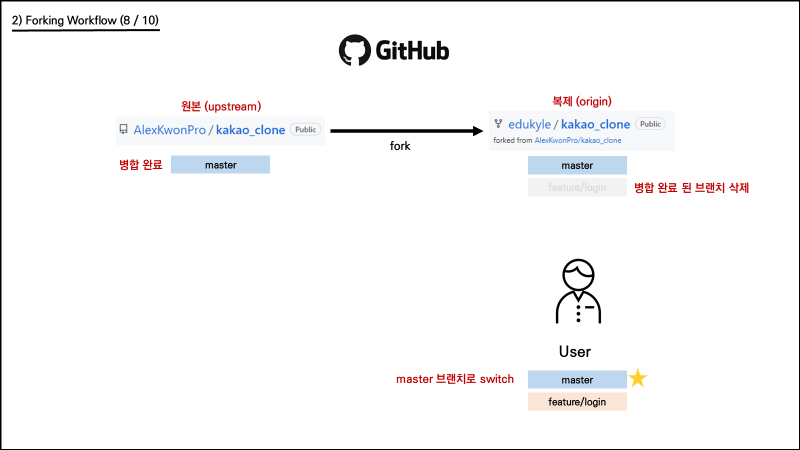 2) Forking Workflow (8 / 10)
GitHub
원본 (upstream)
AlexKwonPro / kakao_clone Public
복제 (origin)
edukyle / kakao_clone Public
forked from AlexKwonPro/kakao_clone
fork
병합 완료
master
master
feature/login
병합 완료 된 브랜치 삭제
User
master 브랜치로 switch
master
feature/login